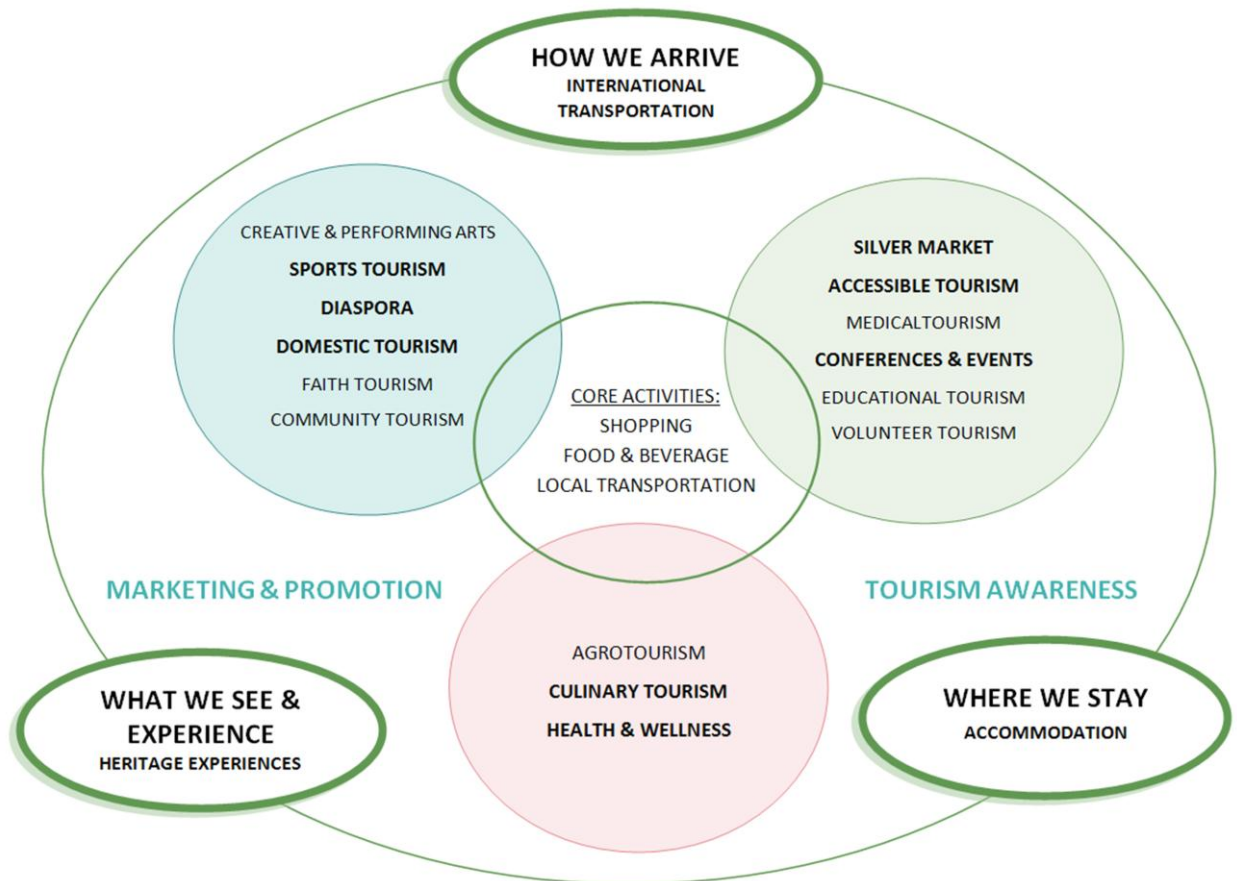 HOW WE ARRIVE
INTERNATIONAL
TRANSPORTATION
CREATIVE & PERFORMING ARTS
SPORTS TOURISM
DIASPORA
DOMESTIC TOURISM
FAITH TOURISM
COMMUNITY TOURISM
SILVER MARKET
ACCESSIBLE TOURISM
MEDICALTOURISM
CONFERENCES & EVENTS
EDUCATIONAL TOURISM
VOLUNTEER TOURISM
CORE ACTIVITIES:
SHOPPING
FOOD & BEVERAGE
LOCAL TRANSPORTATION
MARKETING & PROMOTION
TOURISM AWARENESS
AGROTOURISM
CULINARY TOURISM
HEALTH & WELLNESS
WHAT WE SEE &
EXPERIENCE
HERITAGE EXPERIENCES
WHERE WE STAY
ACCOMMODATION